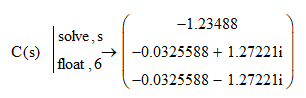 -1.23488
C(s) | solve , s → -0.0325588 + 1.27221i
float , 6
-0.0325588 − 1.27221i